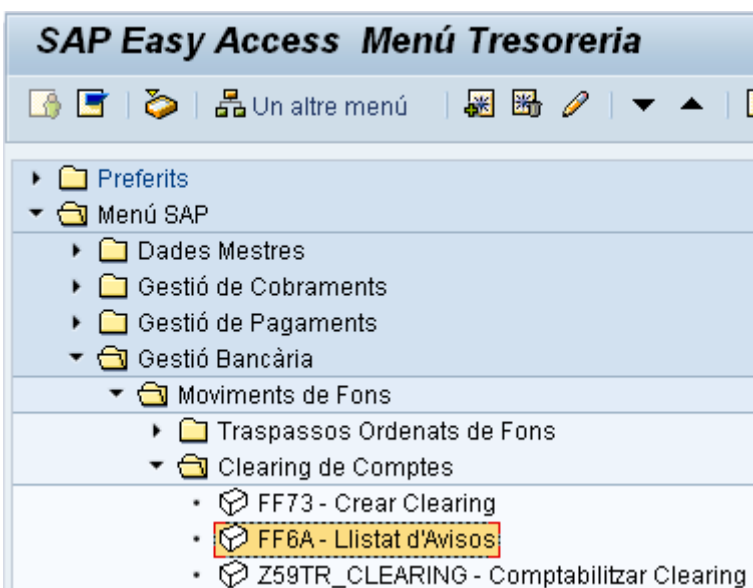 SAP Easy Access Menú Tresoreria
Un altre menú
Preferits
Menú SAP
Dades Mestres
Gestió de Cobraments
Gestió de Pagaments
Gestió Bancària
Moviments de Fons
Traspassos Ordenats de Fons
Clearing de Comptes
FF73 - Crear Clearing
FF6A - Llistat d'Avisos
Z59TR_CLEARING - Comptabilitzar Clearing